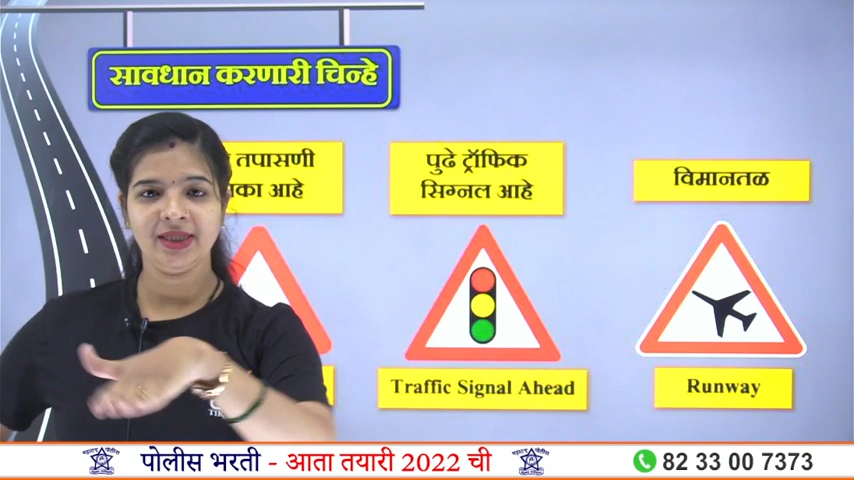 सावधान करणारी चिन्हे
तपासणी
आहे
पुढे ट्रॅफिक
सिग्नल आहे
विमानतळ
Traffic Signal Ahead
Runway
पोलीस भरती - आता तयारी 2022 ची
82 33 00 7373